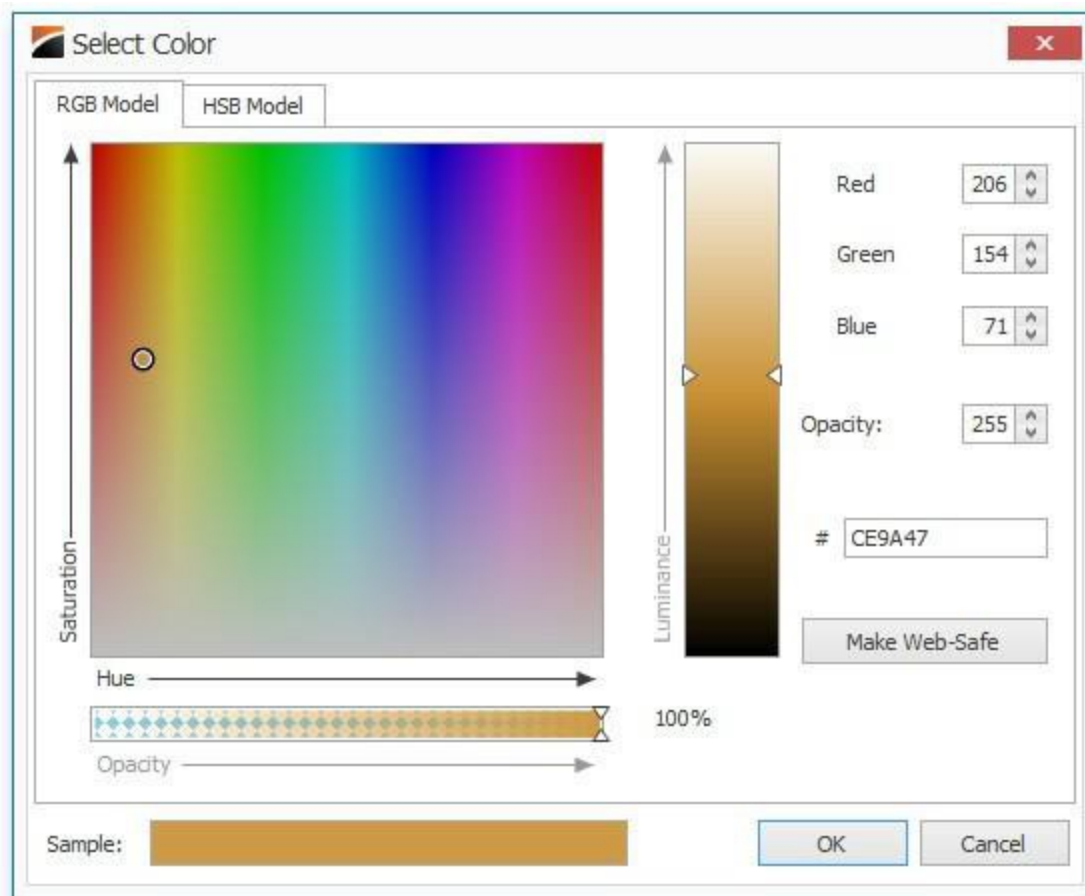 Select Color
RGB Model HSB Model
Red 206
Green 154
Blue 71
Opacity: 255
# CE9A47
Make Web-Safe
Saturation
Luminance
Hue
100%
Opacity
Sample: OK Cancel